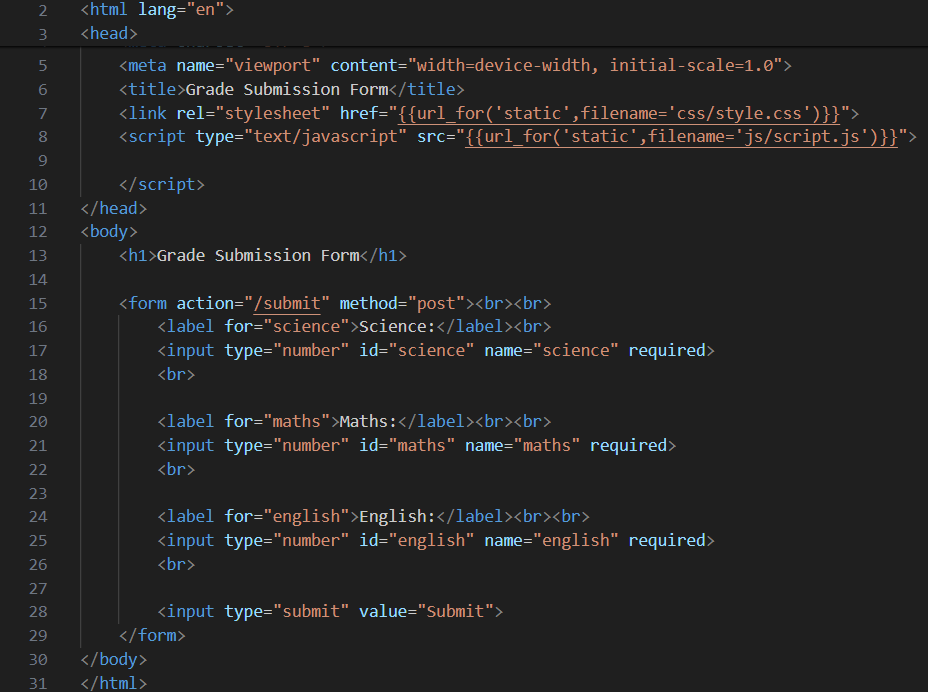 2 <html lang="en">
3 <head>
5 <meta name="viewport" content="width=device-width, initial-scale=1.0">
6 <title>Grade Submission Form</title>
7 <link rel="stylesheet" href="{{url_for('static',filename='css/style.css')}}">
8 <script type="text/javascript" src="{{url_for('static',filename='js/script.js')}}">
9
10 </script>
11 </head>
12 <body>
13 <h1>Grade Submission Form</h1>
14
15 <form action="/submit" method="post"><br><br>
16 <label for="science">Science:</label><br>
17 <input type="number" id="science" name="science" required>
18 <br>
19
20 <label for="maths">Maths:</label><br><br>
21 <input type="number" id="maths" name="maths" required>
22 <br>
23
24 <label for="english">English:</label><br><br>
25 <input type="number" id="english" name="english" required>
26 <br>
27
28 <input type="submit" value="Submit">
29 </form>
30 </body>
31 </html>